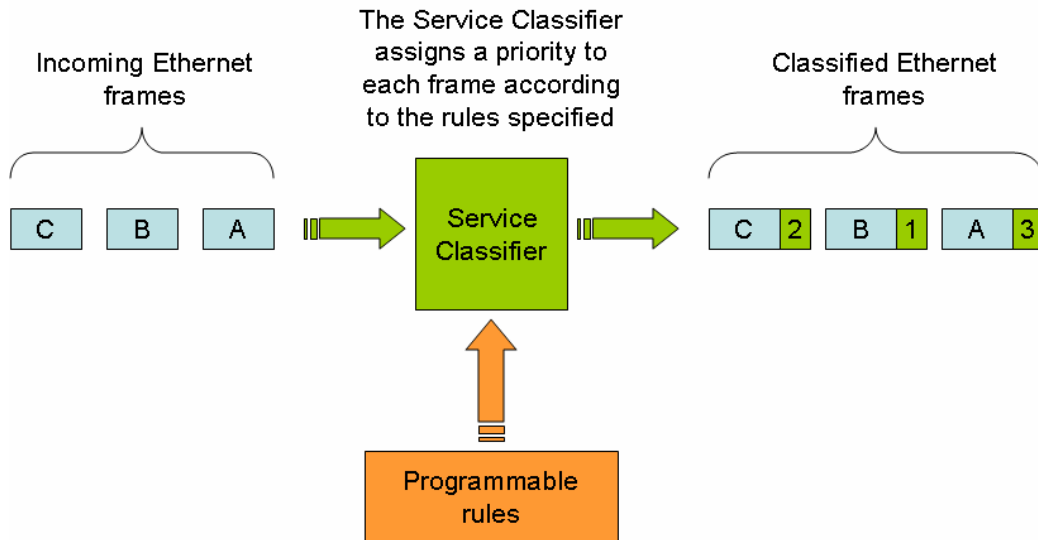 The Service Classifier
assigns a priority to
each frame according
to the rules specified
Incoming Ethernet
frames
Classified Ethernet
frames
C B A
Service
Classifier
C 2 B 1 A 3
Programmable
rules